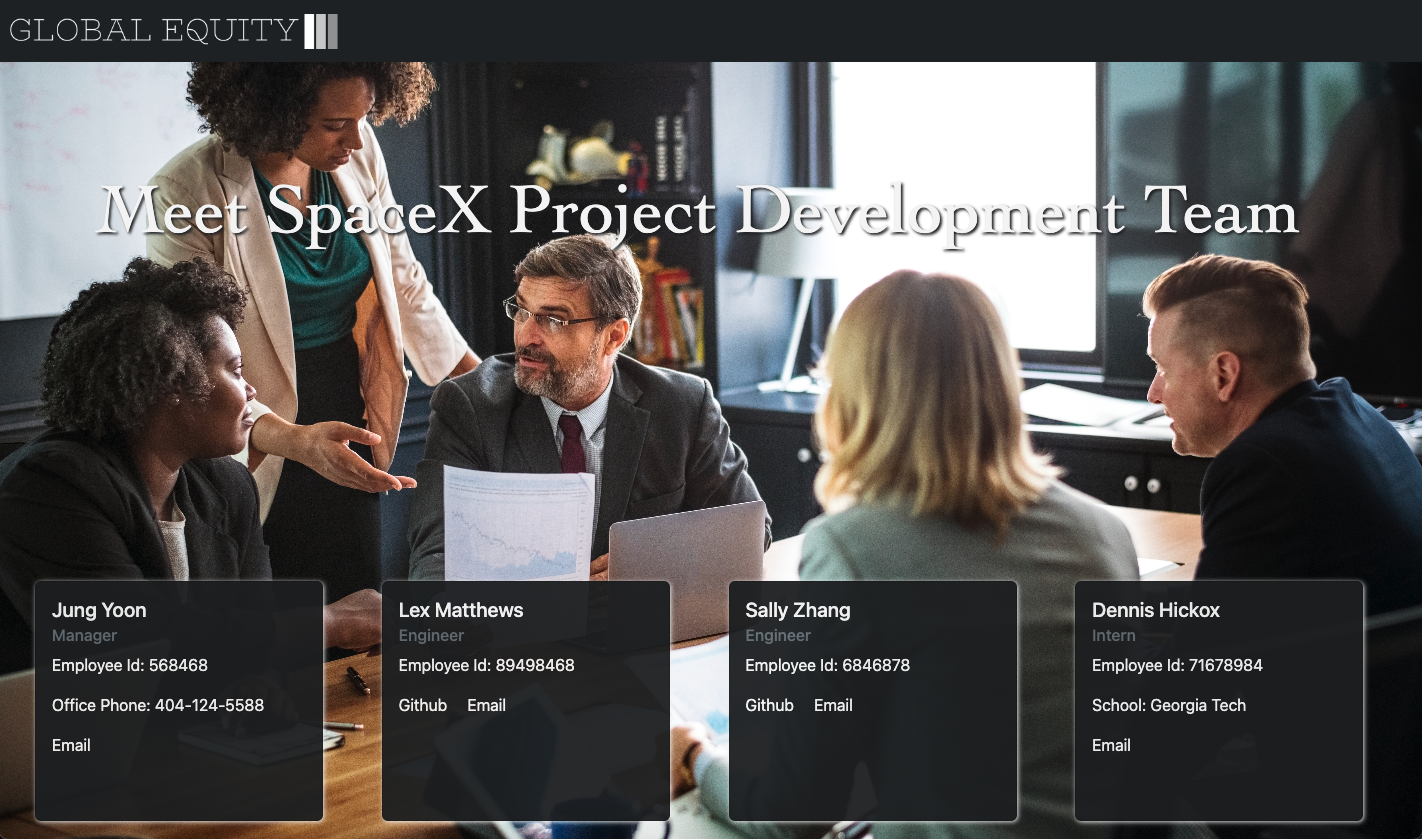 GLOBAL EQUITY
Meet SpaceX Project Development Team
Jung Yoon
Manager
Employee Id: 568468
Office Phone: 404-124-5588
Email
Lex Matthews
Engineer
Employee Id: 89498468
Github Email
Sally Zhang
Engineer
Employee Id: 6846878
Github Email
Dennis Hickox
Intern
Employee Id: 71678984
School: Georgia Tech
Email